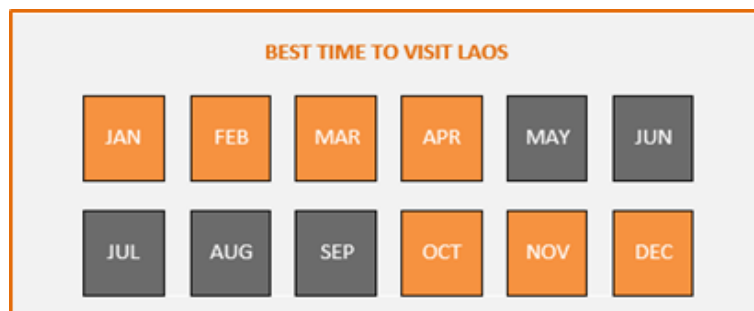 BEST TIME TO VISIT LAOS
JAN FEB MAR APR MAY JUN
JUL AUG SEP OCT NOV DEC